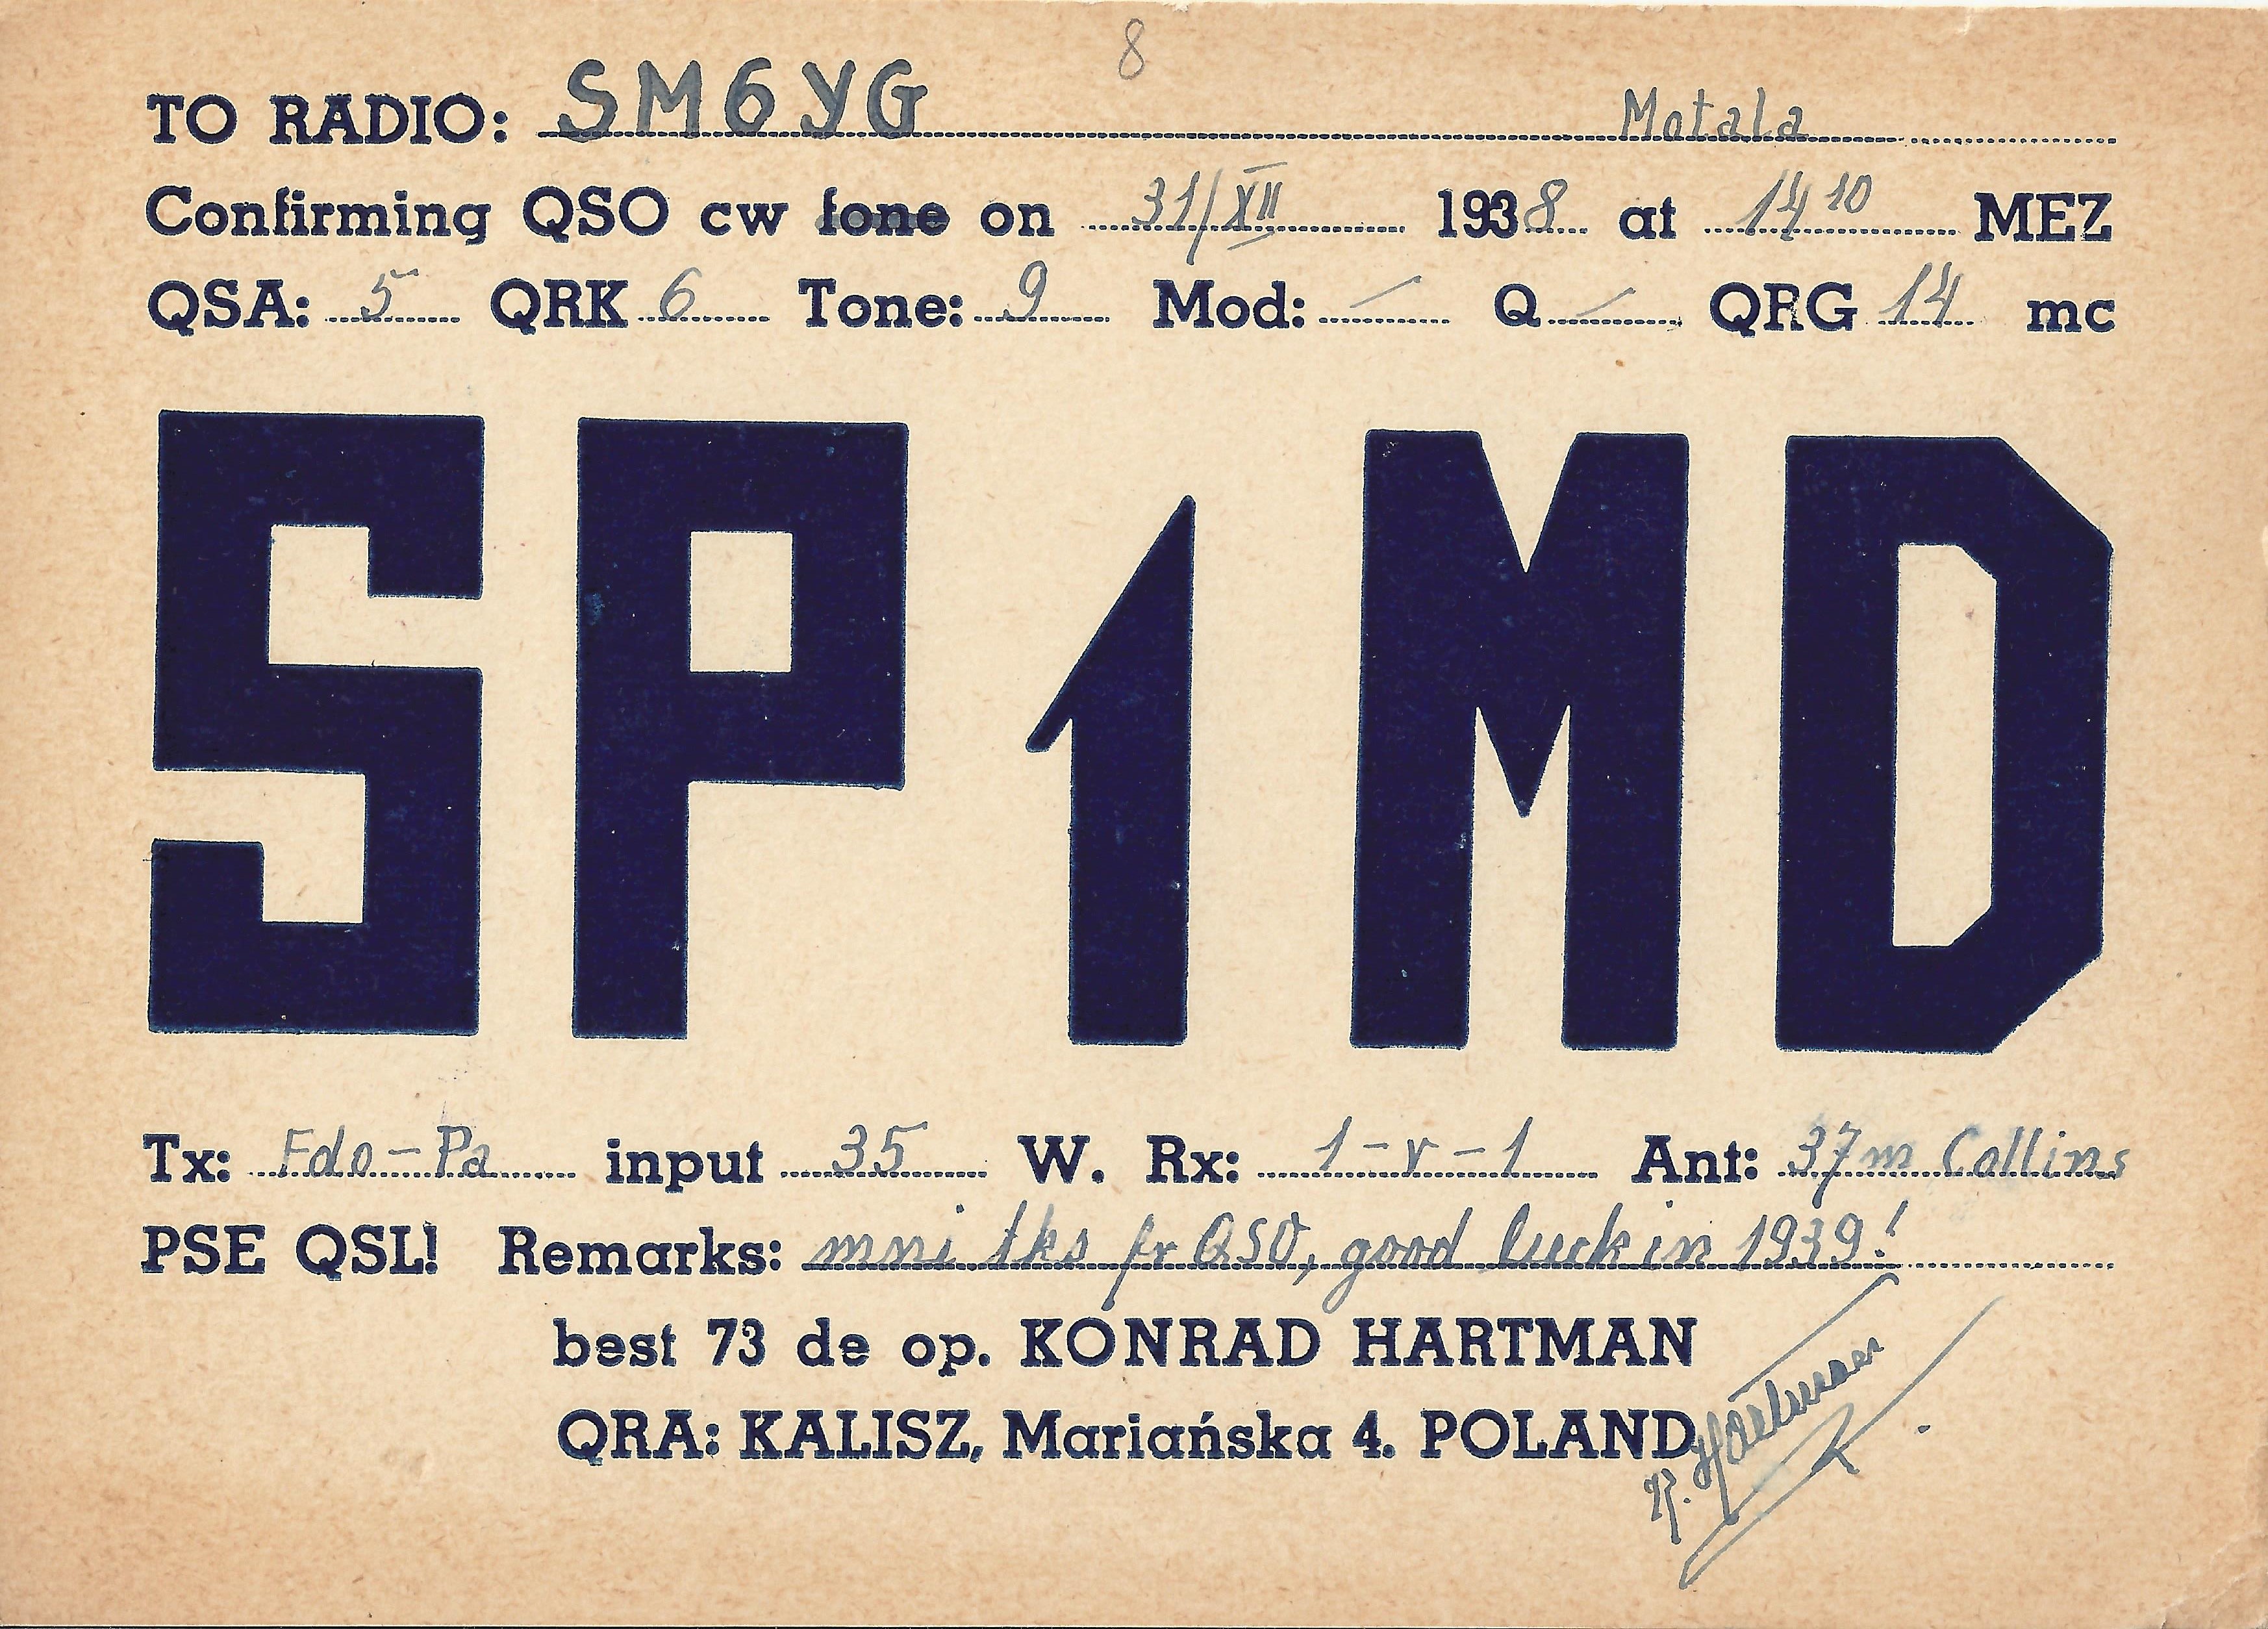 8
TO RADIO: SM6YG Motala
Confirming QSO cw fone on 31/XII 1938 at 14 10 MEZ
QSA: 5 QRK 6 Tone: 9 Mod: – Q – QRG 14 mc
SP1MD
Tx: Fdo-Pa input 35 W. Rx: 1-v-1 Ant: 37m Collins
PSE QSL! Remarks: mni tks fr QSO, good luck in 1939!
best 73 de op. KONRAD HARTMAN
QRA: KALISZ, Mariańska 4. POLAND
K. Hartman